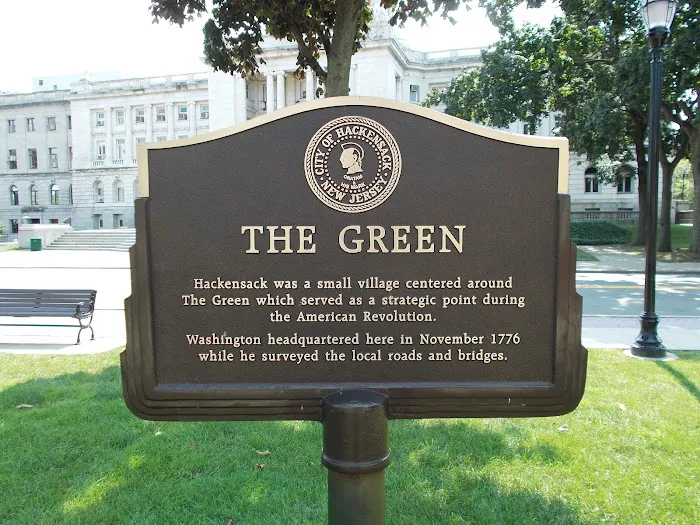 CITY OF HACKENSACK
NEW JERSEY
ORATAM
THE GREEN
Hackensack was a small village centered around
The Green which served as a strategic point during
the American Revolution.
Washington headquartered here in November 1776
while he surveyed the local roads and bridges.